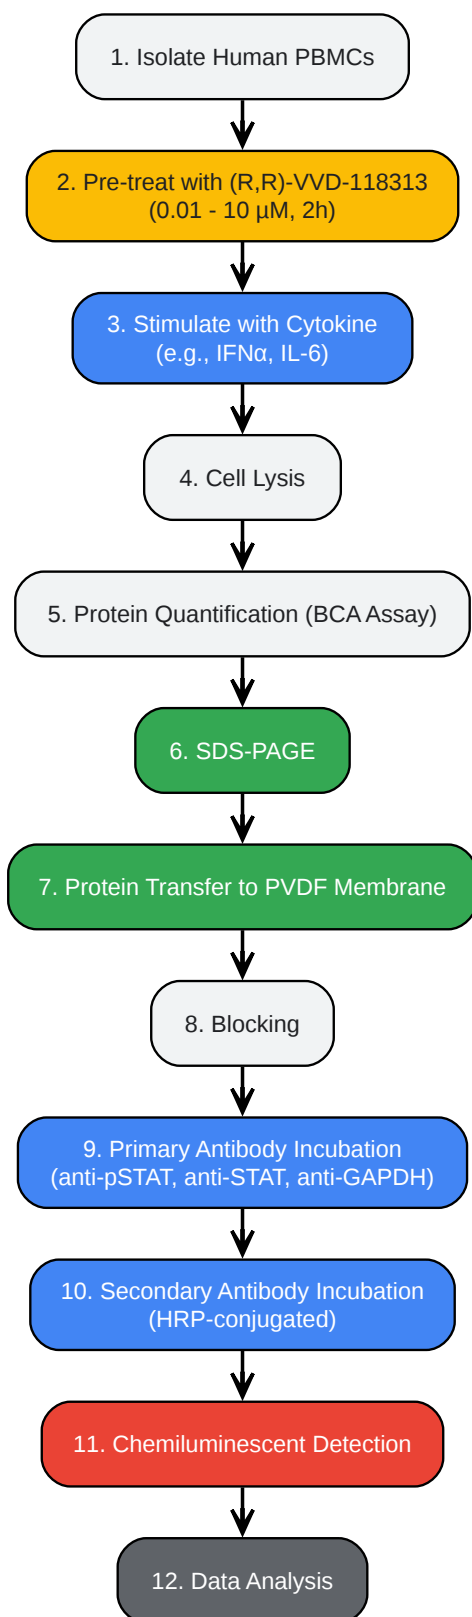 1. Isolate Human PBMCs
2. Pre-treat with (R,R)-VVD-118313
(0.01 - 10 µM, 2h)
3. Stimulate with Cytokine
(e.g., IFNα, IL-6)
4. Cell Lysis
5. Protein Quantification (BCA Assay)
6. SDS-PAGE
7. Protein Transfer to PVDF Membrane
8. Blocking
9. Primary Antibody Incubation
(anti-pSTAT, anti-STAT, anti-GAPDH)
10. Secondary Antibody Incubation
(HRP-conjugated)
11. Chemiluminescent Detection
12. Data Analysis